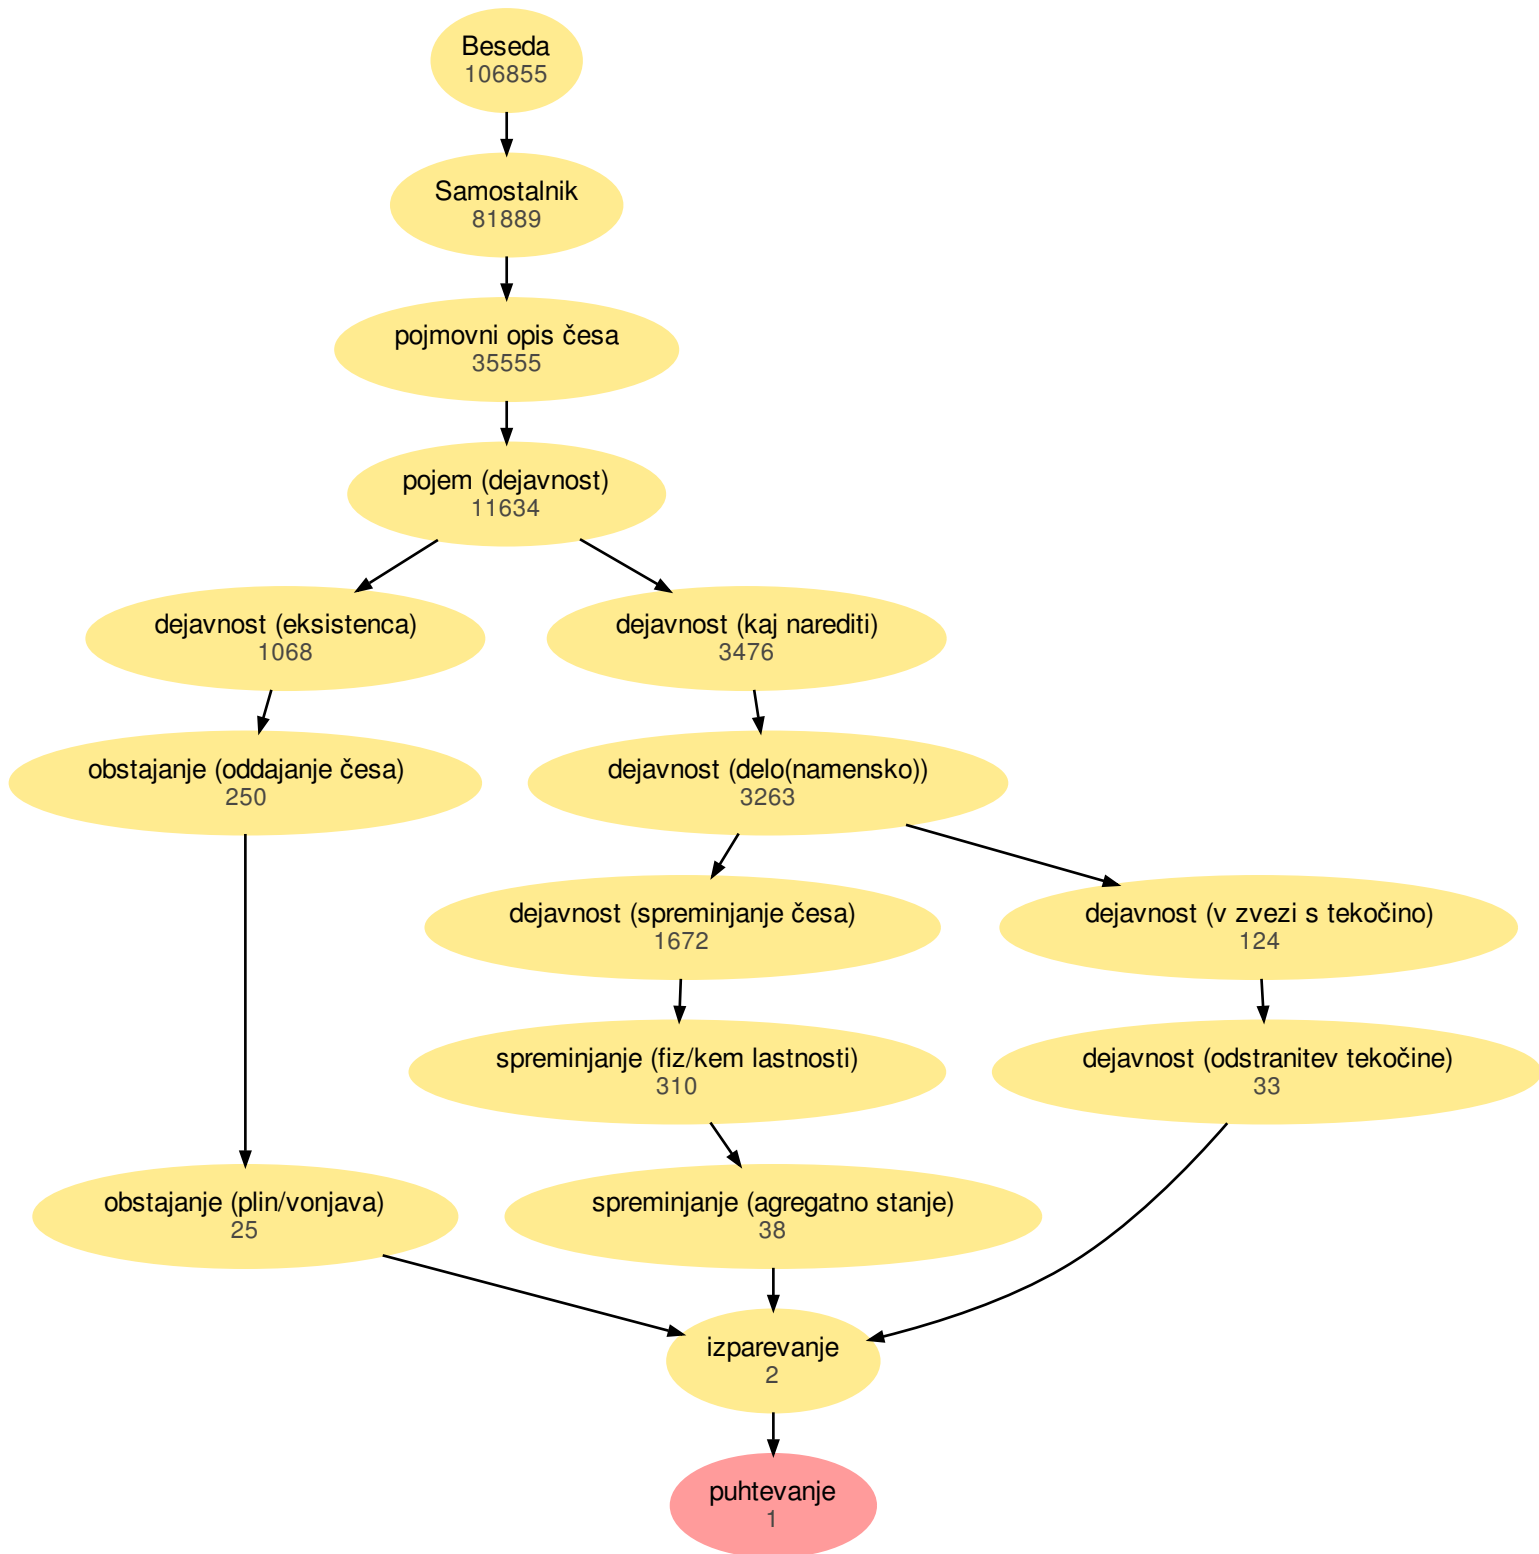 Beseda
106855
Samostalnik
81889
pojmovni opis česa
35555
pojem (dejavnost)
11634
dejavnost (eksistenca)
1068
dejavnost (kaj narediti)
3476
obstajanje (oddajanje česa)
250
dejavnost (delo(namensko))
3263
dejavnost (spreminjanje česa)
1672
dejavnost (v zvezi s tekočino)
124
spreminjanje (fiz/kem lastnosti)
310
dejavnost (odstranitev tekočine)
33
obstajanje (plin/vonjava)
25
spreminjanje (agregatno stanje)
38
izparevanje
2
puhtevanje
1